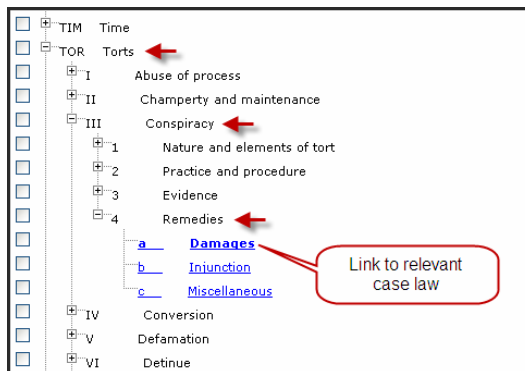 TIM Time
TOR Torts
I Abuse of process
II Champerty and maintenance
III Conspiracy
1 Nature and elements of tort
2 Practice and procedure
3 Evidence
4 Remedies
a Damages
b Injunction
c Miscellaneous
Link to relevant
case law
IV Conversion
V Defamation
VI Detinue